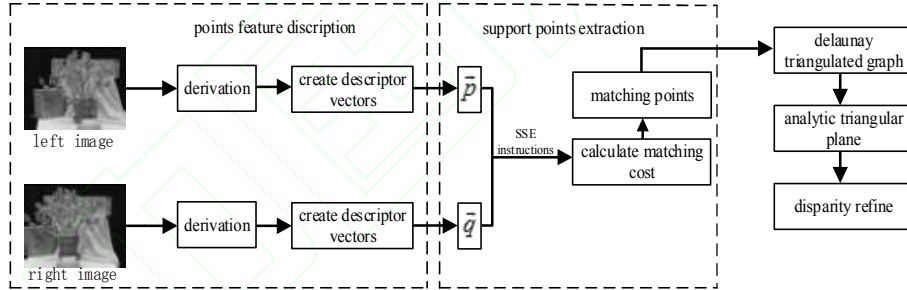 points feature discription
support points extraction
left image
derivation
create descriptor
vectors
p
SSE
instructions
matching points
calculate matching
cost
delaunay
triangulated graph
analytic triangular
plane
disparity refine
right image
derivation
create descriptor
vectors
q